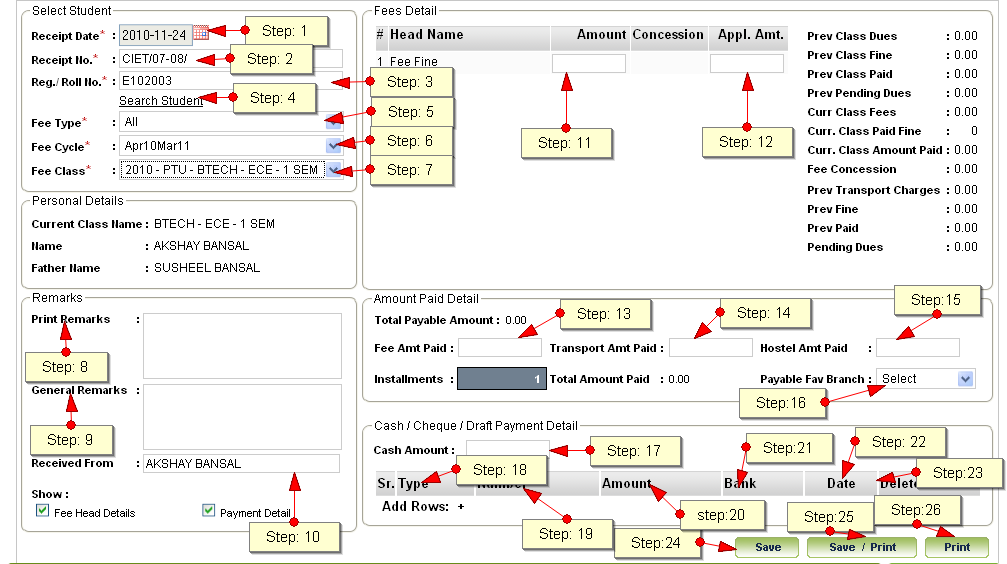 Select Student
Receipt Date* : 2010-11-24 Step: 1
Receipt No.* : CIET/07-08/ Step: 2
Reg./ Roll No.* : E102003 Step: 3
Search Student Step: 4
Fee Type* : All Step: 5
Fee Cycle* : Apr10Mar11 Step: 6
Fee Class* : 2010 - PTU - BTECH - ECE - 1 SEM Step: 7
Personal Details
Current Class Name : BTECH - ECE - 1 SEM
Name : AKSHAY BANSAL
Father Name : SUSHEEL BANSAL
Remarks
Print Remarks :
Step: 8
General Remarks :
Step: 9
Received From : AKSHAY BANSAL
Show :
Fee Head Details Payment Detail
Step: 10
Fees Detail
# Head Name Amount Concession Appl. Amt.
1 Fee Fine
Step: 11 Step: 12
Prev Class Dues : 0.00
Prev Class Fine : 0.00
Prev Class Paid : 0.00
Prev Pending Dues : 0.00
Curr Class Fees : 0.00
Curr. Class Paid Fine : 0
Curr. Class Amount Paid : 0.00
Fee Concession : 0.00
Prev Transport Charges : 0.00
Prev Fine : 0.00
Prev Paid : 0.00
Pending Dues : 0.00
Amount Paid Detail
Total Payable Amount : 0.00 Step: 13 Step: 14 Step:15
Fee Amt Paid : Transport Amt Paid : Hostel Amt Paid :
Installments : 1 Total Amount Paid : 0.00 Payable Fav Branch : Select
Step:16
Cash / Cheque / Draft Payment Detail
Cash Amount : Step: 17 Step:21 Step: 22
Step: 18 Step:23
Sr. Type Number Amount Bank Date Delete
Add Rows: +
Step: 19 step:20 Step:25 Step:26
Step:24 Save Save / Print Print